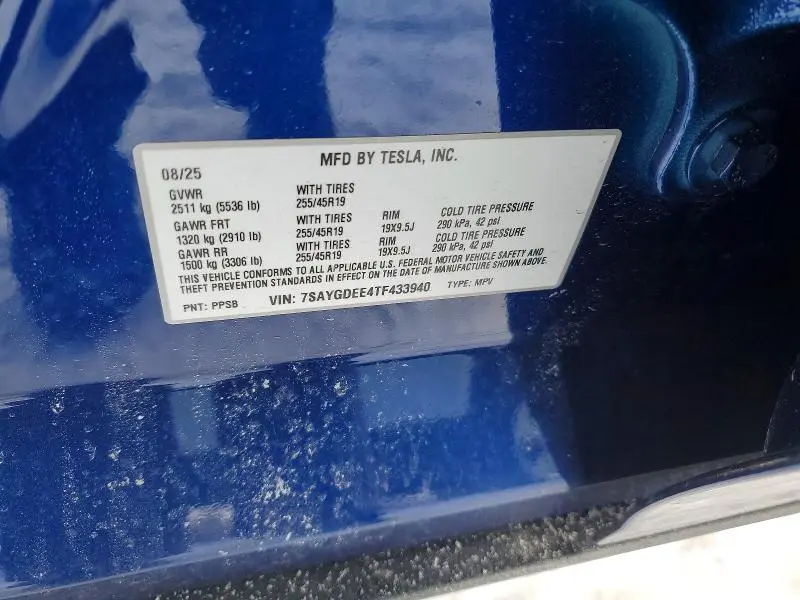 MFD BY TESLA, INC.
08/25
GVWR WITH TIRES
2511 kg (5536 lb) 255/45R19
GAWR FRT WITH TIRES RIM COLD TIRE PRESSURE
1320 kg (2910 lb) 255/45R19 19X9.5J 290 kPa, 42 psi
GAWR RR WITH TIRES RIM COLD TIRE PRESSURE
1500 kg (3306 lb) 255/45R19 19X9.5J 290 kPa, 42 psi
THIS VEHICLE CONFORMS TO ALL APPLICABLE U.S. FEDERAL MOTOR VEHICLE SAFETY AND
THEFT PREVENTION STANDARDS IN EFFECT ON THE DATE OF MANUFACTURE SHOWN ABOVE.
PNT: PPSB VIN: 7SAYGDEE4TF433940 TYPE: MPV